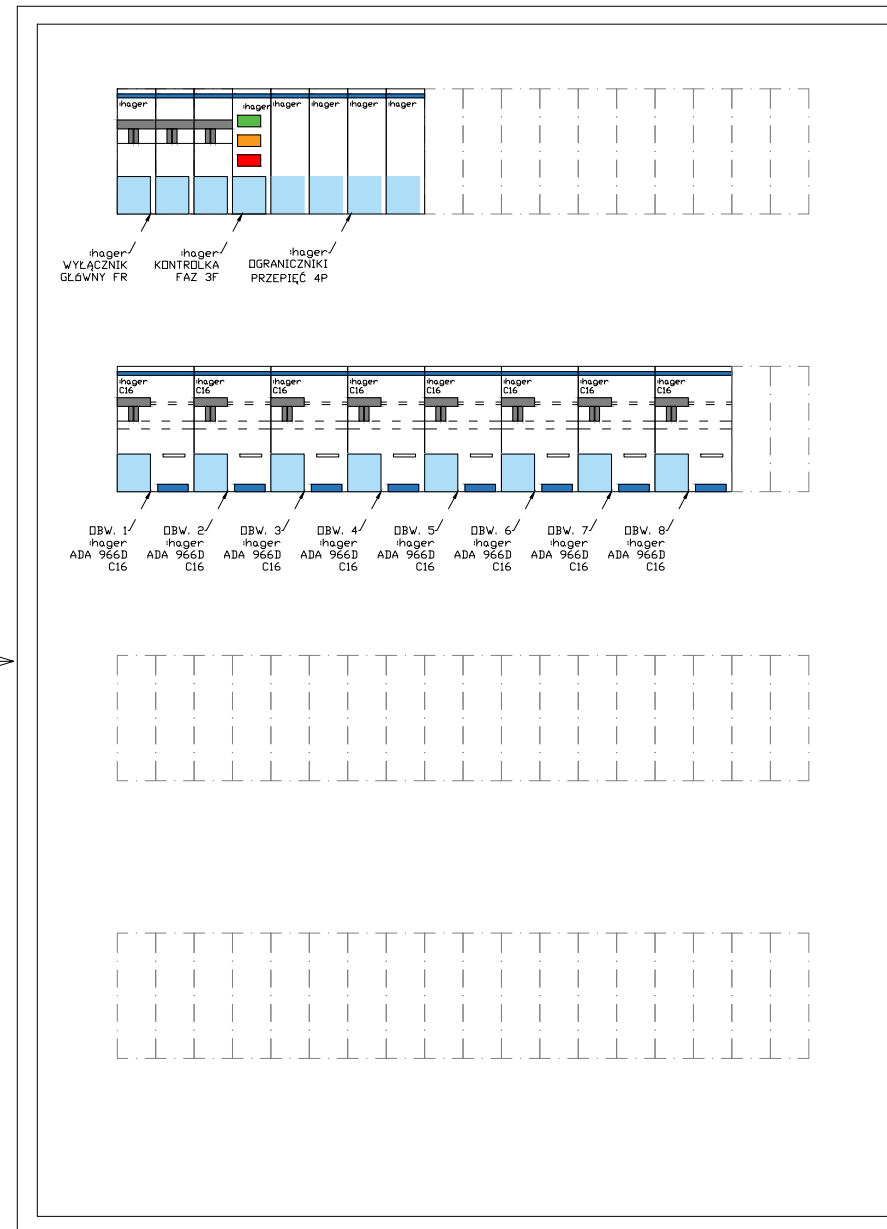 :hager :hager :hager :hager :hager :hager
:hager
WYŁĄCZNIK
GŁÓWNY FR
:hager
KONTROLKA
FAZ 3F
:hager
OGRANICZNIKI
PRZEPIĘĆ 4P
:hager :hager :hager :hager :hager :hager :hager :hager
C16 C16 C16 C16 C16 C16 C16 C16
OBW. 1
:hager
ADA 966D
C16
OBW. 2
:hager
ADA 966D
C16
OBW. 3
:hager
ADA 966D
C16
OBW. 4
:hager
ADA 966D
C16
OBW. 5
:hager
ADA 966D
C16
OBW. 6
:hager
ADA 966D
C16
OBW. 7
:hager
ADA 966D
C16
OBW. 8
:hager
ADA 966D
C16